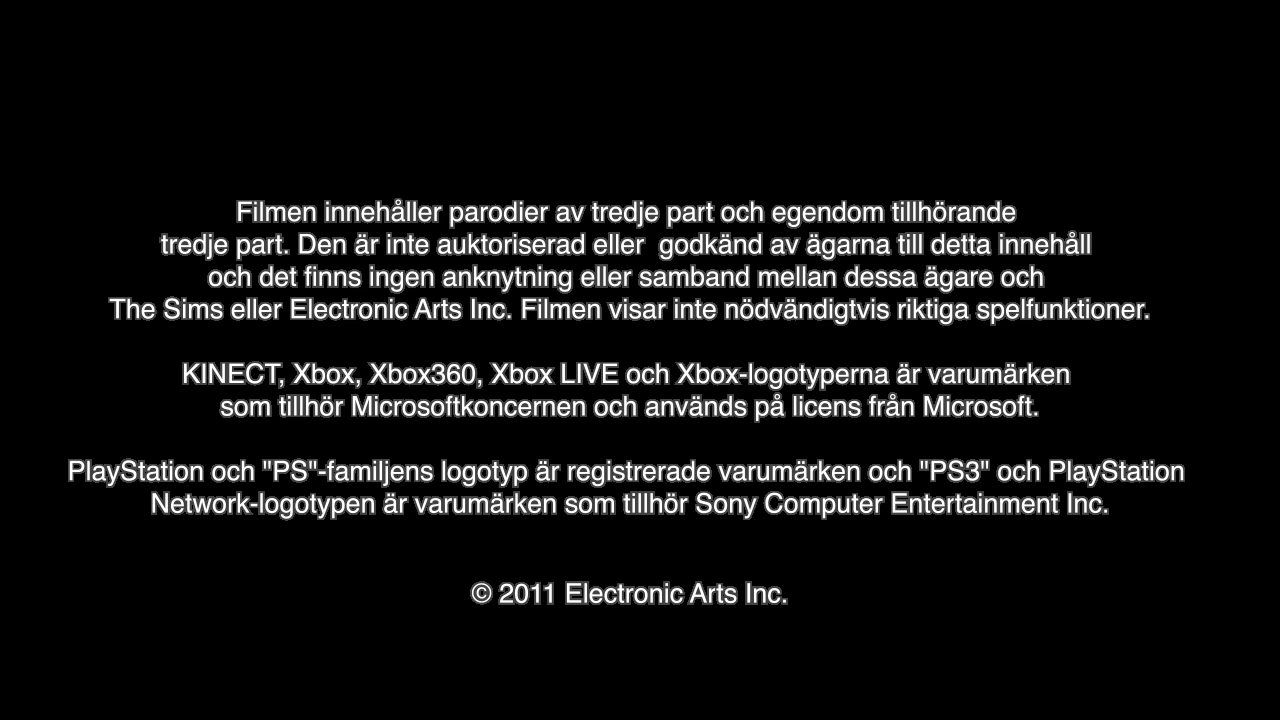 Filmen innehåller parodier av tredje part och egendom tillhörande
tredje part. Den är inte auktoriserad eller  godkänd av ägarna till detta innehåll
och det finns ingen anknytning eller samband mellan dessa ägare och
The Sims eller Electronic Arts Inc. Filmen visar inte nödvändigtvis riktiga spelfunktioner.
KINECT, Xbox, Xbox360, Xbox LIVE och Xbox-logotyperna är varumärken
som tillhör Microsoftkoncernen och används på licens från Microsoft.
PlayStation och "PS"-familjens logotyp är registrerade varumärken och "PS3" och PlayStation
Network-logotypen är varumärken som tillhör Sony Computer Entertainment Inc.
© 2011 Electronic Arts Inc.